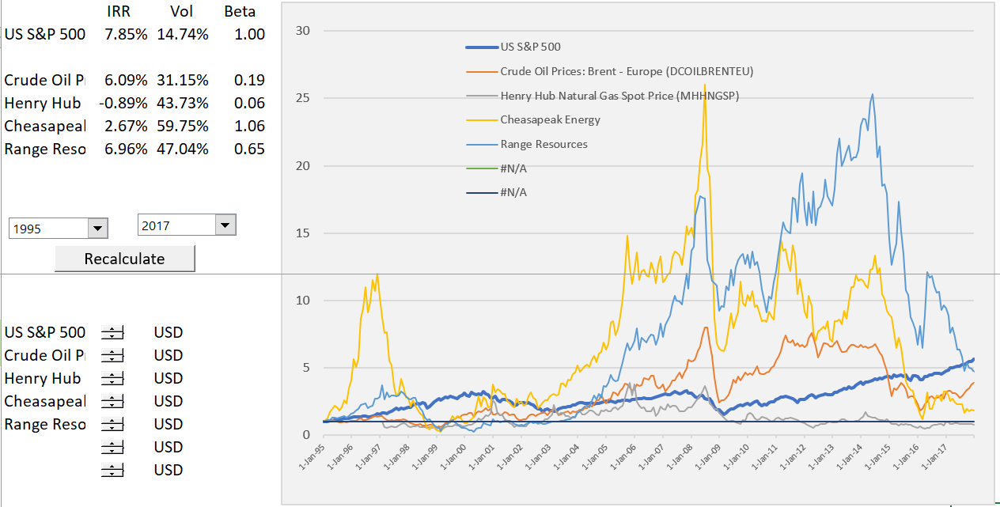 IRR Vol Beta
US S&P 500 7.85% 14.74% 1.00
Crude Oil P 6.09% 31.15% 0.19
Henry Hub -0.89% 43.73% 0.06
Cheasapeal 2.67% 59.75% 1.06
Range Reso 6.96% 47.04% 0.65
1995 2017
Recalculate
US S&P 500 USD
Crude Oil P USD
Henry Hub USD
Cheasapeal USD
Range Reso USD
USD
USD
30
25
20
15
10
5
0
US S&P 500
Crude Oil Prices: Brent - Europe (DCOILBRENTEU)
Henry Hub Natural Gas Spot Price (MHHNGSP)
Cheasapeak Energy
Range Resources
#N/A
#N/A
1-Jan-95
1-Jan-96
1-Jan-97
1-Jan-98
1-Jan-99
1-Jan-00
1-Jan-01
1-Jan-02
1-Jan-03
1-Jan-04
1-Jan-05
1-Jan-06
1-Jan-07
1-Jan-08
1-Jan-09
1-Jan-10
1-Jan-11
1-Jan-12
1-Jan-13
1-Jan-14
1-Jan-15
1-Jan-16
1-Jan-17